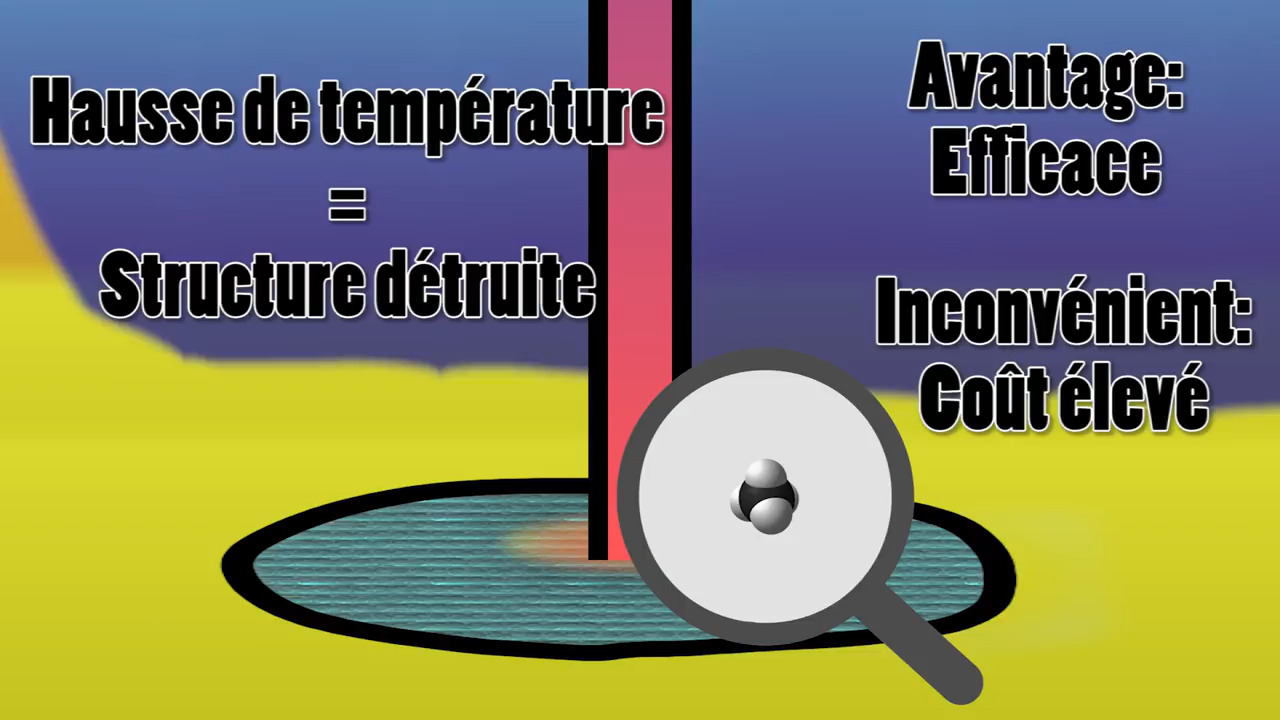 Hausse de température
=
Structure détruite
Avantage:
Efficace
Inconvénient:
Coût élevé